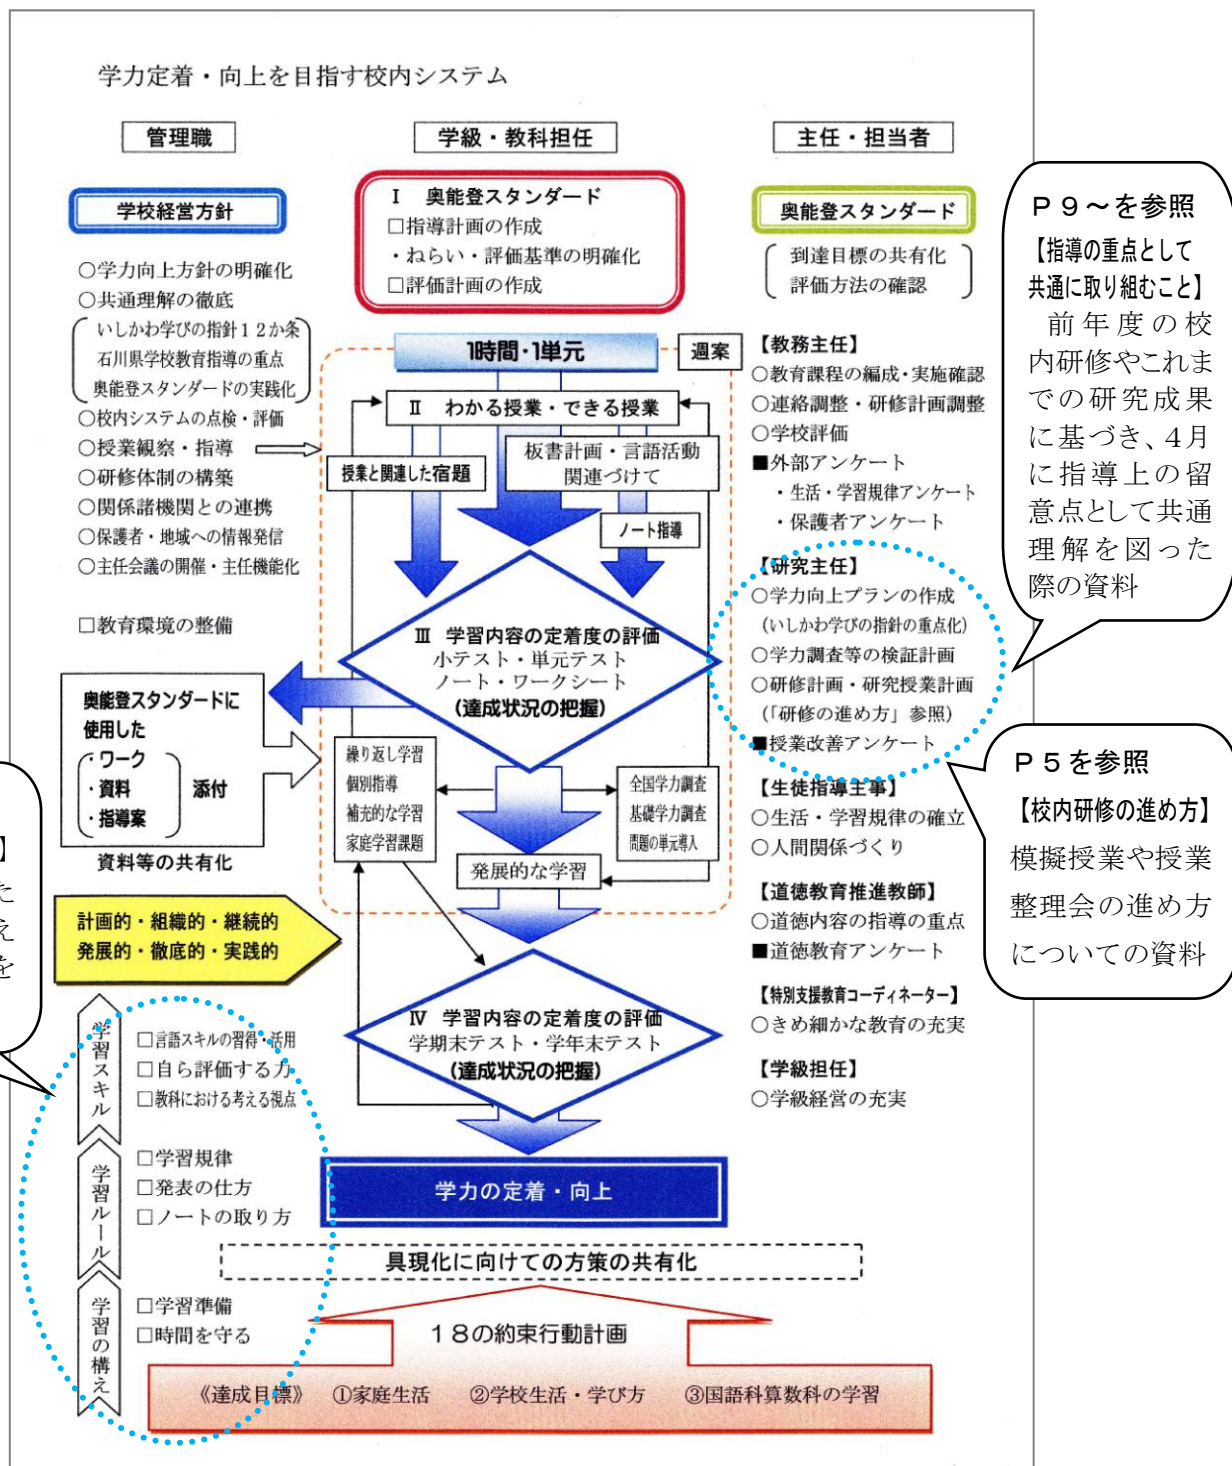 学力定着・向上を目指す校内システム
管理職
学校経営方針
○学力向上方針の明確化
○共通理解の徹底
いしかわ学びの指針12か条
石川県学校教育指導の重点
奥能登スタンダードの実践化
○校内システムの点検・評価
○授業観察・指導
○研修体制の構築
○関係諸機関との連携
○保護者・地域への情報発信
○主任会議の開催・主任機能化
□教育環境の整備
奥能登スタンダードに
使用した
・ワーク
・資料
・指導案
添付
資料等の共有化
計画的・組織的・継続的
発展的・徹底的・実践的
】
た
え
を
学習スキル
□言語スキルの習得・活用
□自ら評価する力
□教科における考える視点
学習ルール
□学習規律
□発表の仕方
□ノートの取り方
学習の構え
□学習準備
□時間を守る
学級・教科担任
Ⅰ 奥能登スタンダード
□指導計画の作成
・ねらい・評価基準の明確化
□評価計画の作成
1時間・1単元
週案
Ⅱ わかる授業・できる授業
授業と関連した宿題
板書計画・言語活動
関連づけて
ノート指導
Ⅲ 学習内容の定着度の評価
小テスト・単元テスト
ノート・ワークシート
(達成状況の把握)
繰り返し学習
個別指導
補充的な学習
家庭学習課題
全国学力調査
基礎学力調査
問題の単元導入
発展的な学習
Ⅳ 学習内容の定着度の評価
学期末テスト・学年末テスト
(達成状況の把握)
学力の定着・向上
具現化に向けての方策の共有化
18の約束行動計画
《達成目標》 ①家庭生活 ②学校生活・学び方 ③国語科算数科の学習
主任・担当者
奥能登スタンダード
到達目標の共有化
評価方法の確認
【教務主任】
○教育課程の編成・実施確認
○連絡調整・研修計画調整
○学校評価
■外部アンケート
・生活・学習規律アンケート
・保護者アンケート
【研究主任】
○学力向上プランの作成
(いしかわ学びの指針の重点化)
○学力調査等の検証計画
○研修計画・研究授業計画
(「研修の進め方」参照)
■授業改善アンケート
【生徒指導主事】
○生活・学習規律の確立
○人間関係づくり
【道徳教育推進教師】
○道徳内容の指導の重点
■道徳教育アンケート
【特別支援教育コーディネーター】
○きめ細かな教育の充実
【学級担任】
○学級経営の充実
P9～を参照
【指導の重点として
共通に取り組むこと】
前年度の校
内研修やこれま
での研究成果
に基づき、4月
に指導上の留
意点として共通
理解を図った
際の資料
P5を参照
【校内研修の進め方】
模擬授業や授業
整理会の進め方
についての資料